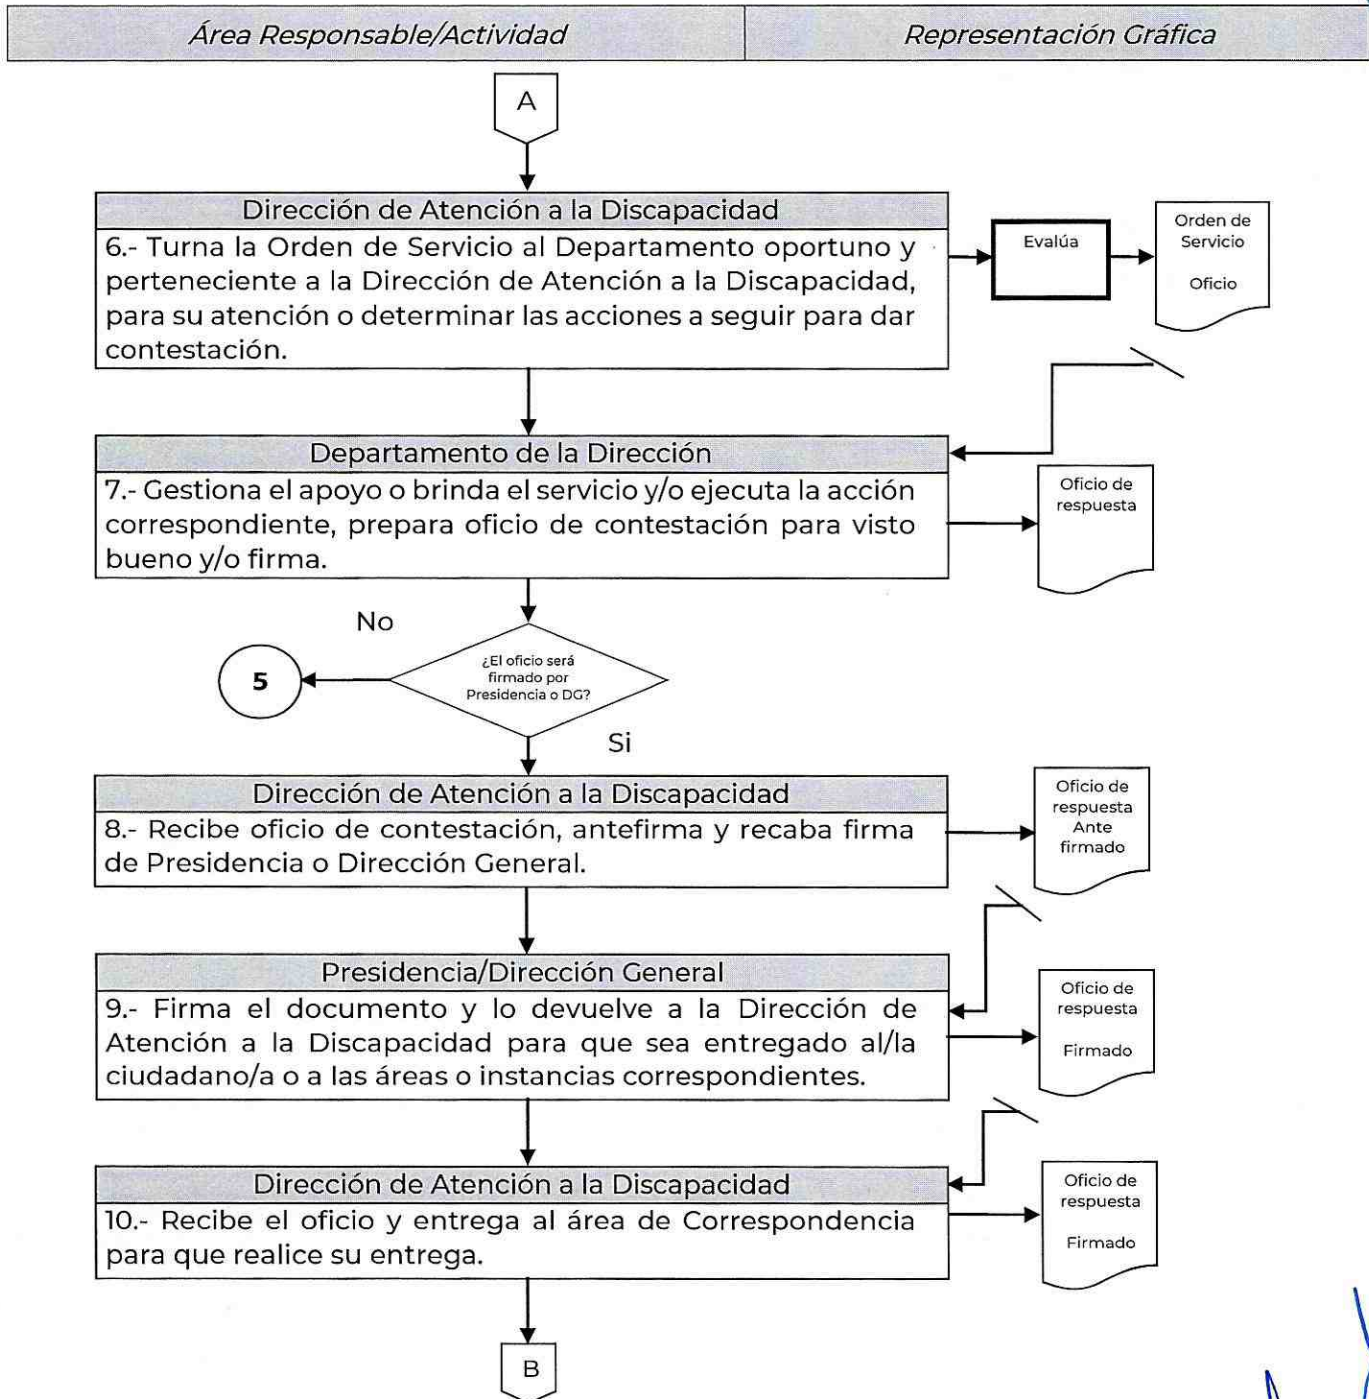 Área Responsable/Actividad
Representación Gráfica
A
Dirección de Atención a la Discapacidad
6.- Turna la Orden de Servicio al Departamento oportuno y
perteneciente a la Dirección de Atención a la Discapacidad,
para su atención o determinar las acciones a seguir para dar
contestación.
Evalúa
Orden de
Servicio
Oficio
Departamento de la Dirección
7.- Gestiona el apoyo o brinda el servicio y/o ejecuta la acción
correspondiente, prepara oficio de contestación para visto
bueno y/o firma.
Oficio de
respuesta
No
¿El oficio será
firmado por
Presidencia o DG?
5
Si
Dirección de Atención a la Discapacidad
8.- Recibe oficio de contestación, antefirma y recaba firma
de Presidencia o Dirección General.
Oficio de
respuesta
Ante
firmado
Presidencia/Dirección General
9.- Firma el documento y lo devuelve a la Dirección de
Atención a la Discapacidad para que sea entregado al/la
ciudadano/a o a las áreas o instancias correspondientes.
Oficio de
respuesta
Firmado
Dirección de Atención a la Discapacidad
10.- Recibe el oficio y entrega al área de Correspondencia
para que realice su entrega.
Oficio de
respuesta
Firmado
B